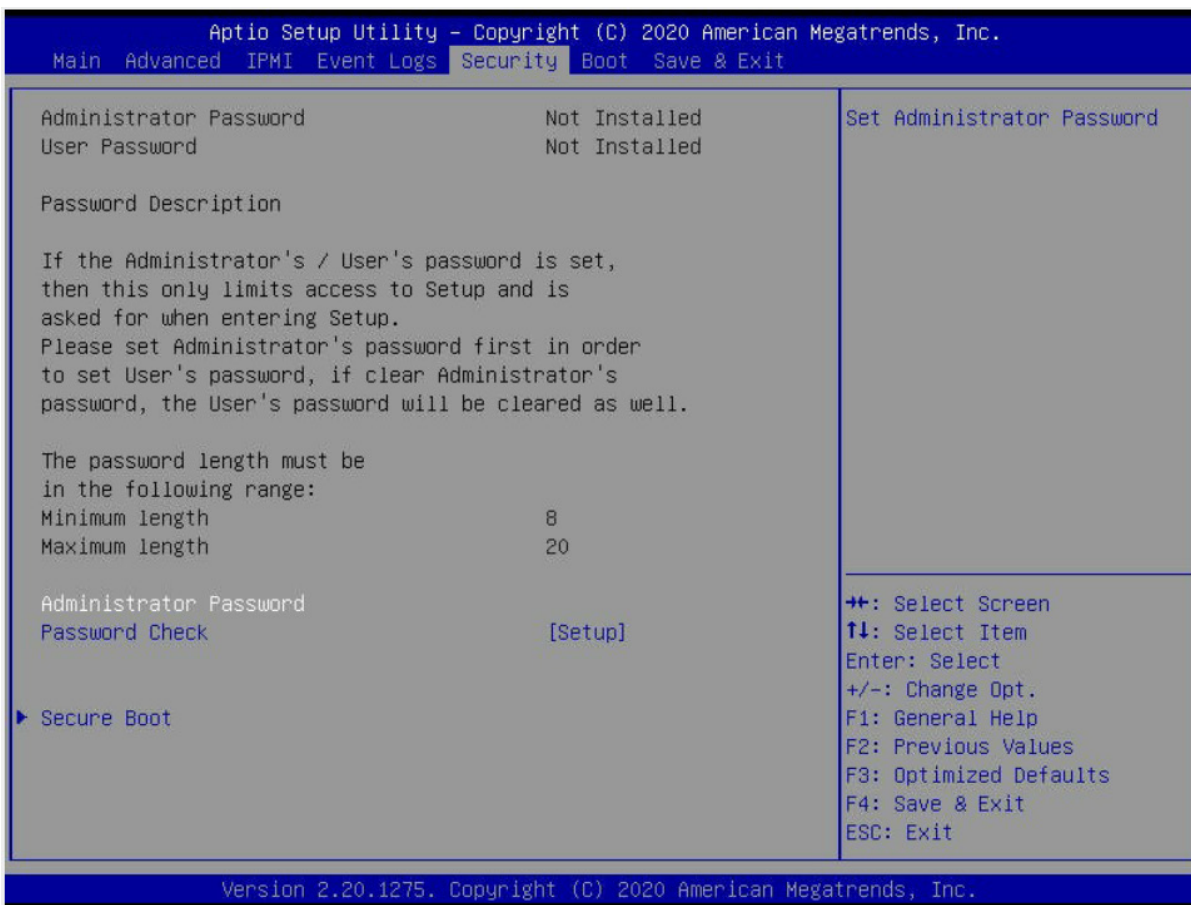 Aptio Setup Utility - Copyright (C) 2020 American Megatrends, Inc.
Main Advanced IPMI Event Logs Security Boot Save & Exit
Administrator Password Not Installed
User Password Not Installed
Password Description
If the Administrator's / User's password is set,
then this only limits access to Setup and is
asked for when entering Setup.
Please set Administrator's password first in order
to set User's password, if clear Administrator's
password, the User's password will be cleared as well.
The password length must be
in the following range:
Minimum length 8
Maximum length 20
Administrator Password
Password Check [Setup]
Secure Boot
Set Administrator Password
→←: Select Screen
↑↓: Select Item
Enter: Select
+/-: Change Opt.
F1: General Help
F2: Previous Values
F3: Optimized Defaults
F4: Save & Exit
ESC: Exit
Version 2.20.1275. Copyright (C) 2020 American Megatrends, Inc.